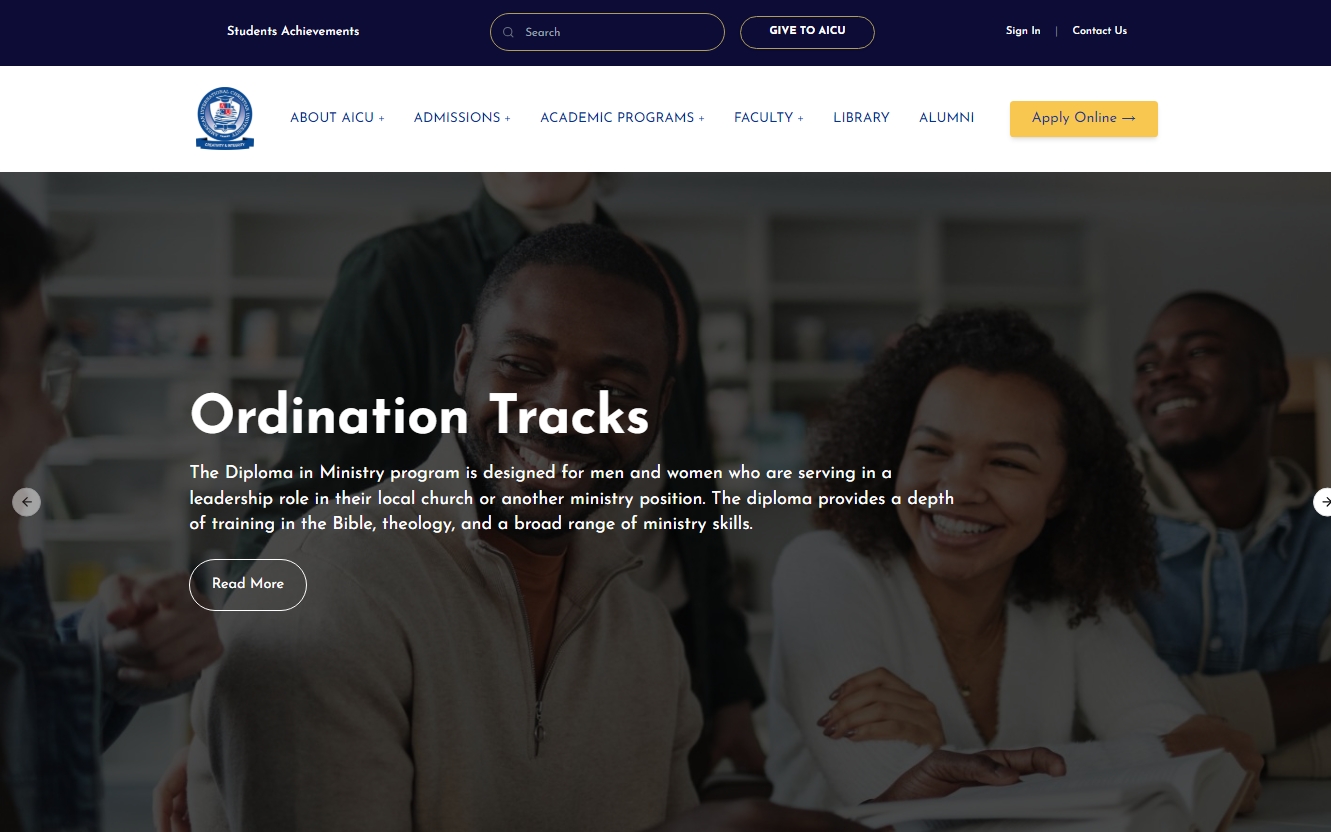 Students Achievements
Search
GIVE TO AICU
Sign In | Contact Us
ABOUT AICU +
ADMISSIONS +
ACADEMIC PROGRAMS +
FACULTY +
LIBRARY
ALUMNI
Apply Online →
Ordination Tracks
The Diploma in Ministry program is designed for men and women who are serving in a
leadership role in their local church or another ministry position. The diploma provides a depth
of training in the Bible, theology, and a broad range of ministry skills.
Read More